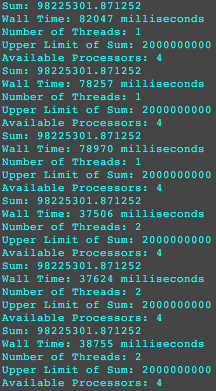 Sum: 98225301.871252
Wall Time: 82047 milliseconds
Number of Threads: 1
Upper Limit of Sum: 2000000000
Available Processors: 4
Sum: 98225301.871252
Wall Time: 78257 milliseconds
Number of Threads: 1
Upper Limit of Sum: 2000000000
Available Processors: 4
Sum: 98225301.871252
Wall Time: 78970 milliseconds
Number of Threads: 1
Upper Limit of Sum: 2000000000
Available Processors: 4
Sum: 98225301.871252
Wall Time: 37506 milliseconds
Number of Threads: 2
Upper Limit of Sum: 2000000000
Available Processors: 4
Sum: 98225301.871252
Wall Time: 37624 milliseconds
Number of Threads: 2
Upper Limit of Sum: 2000000000
Available Processors: 4
Sum: 98225301.871252
Wall Time: 38755 milliseconds
Number of Threads: 2
Upper Limit of Sum: 2000000000
Available Processors: 4